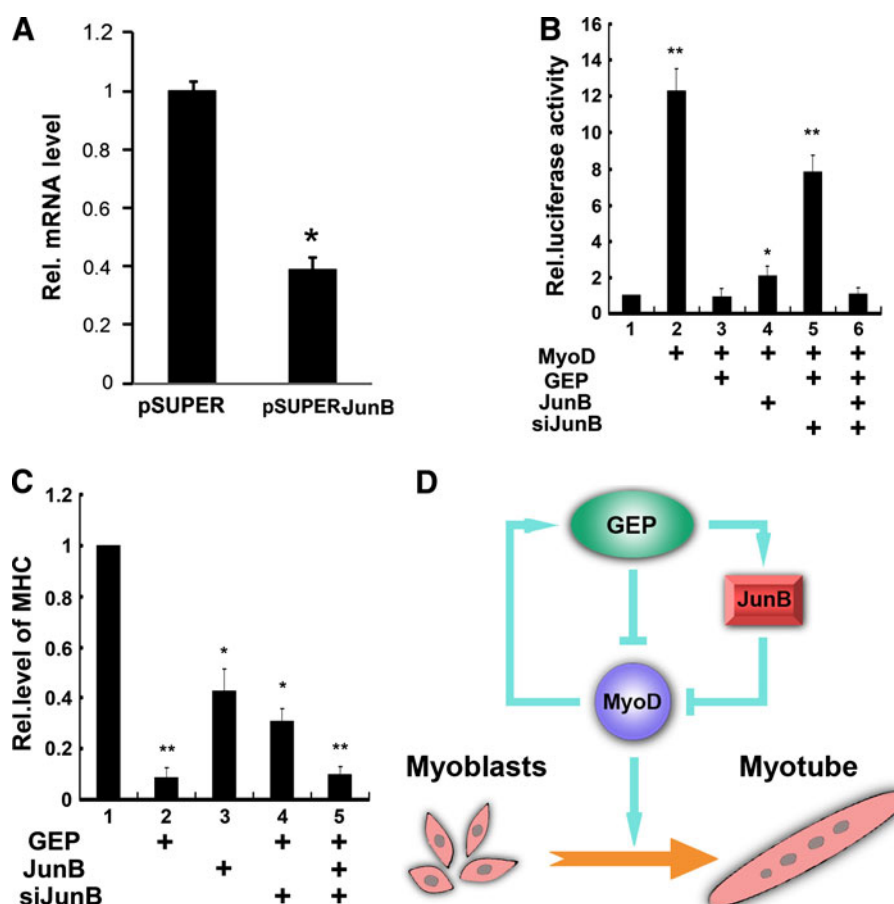 A
Rel. mRNA level
1.2
1
0.8
0.6
0.4
0.2
0
*
pSUPER
pSUPER-JunB
B
Rel.luciferase activity
16
14
12
10
8
6
4
2
0
**
*
**
1 2 3 4 5 6
MyoD + + + + +
GEP + + +
JunB + +
siJunB + +
C
Rel.level of MHC
1.2
1
0.8
0.6
0.4
0.2
0
**
*
*
**
1 2 3 4 5
GEP + + +
JunB + +
siJunB + +
D
GEP
JunB
MyoD
Myoblasts
Myotube